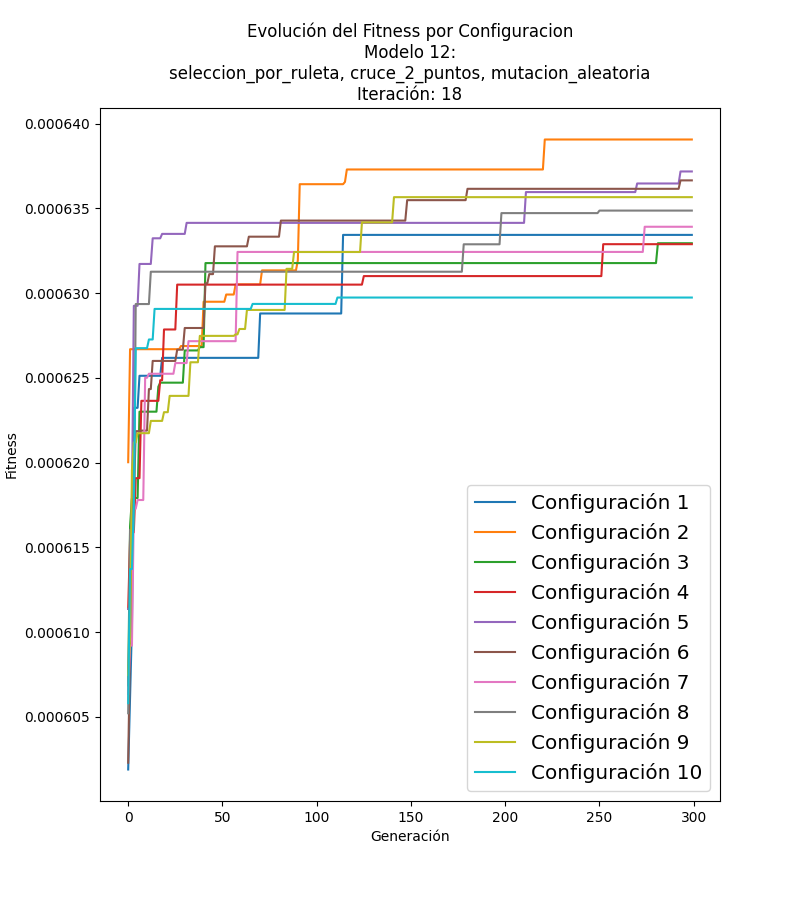 Evolución del Fitness por Configuracion
Modelo 12:
seleccion_por_ruleta, cruce_2_puntos, mutacion_aleatoria
Iteración: 18
0.000640
0.000635
0.000630
0.000625
0.000620
0.000615
0.000610
0.000605
Fitness
Configuración 1
Configuración 2
Configuración 3
Configuración 4
Configuración 5
Configuración 6
Configuración 7
Configuración 8
Configuración 9
Configuración 10
0 50 100 150 200 250 300
Generación